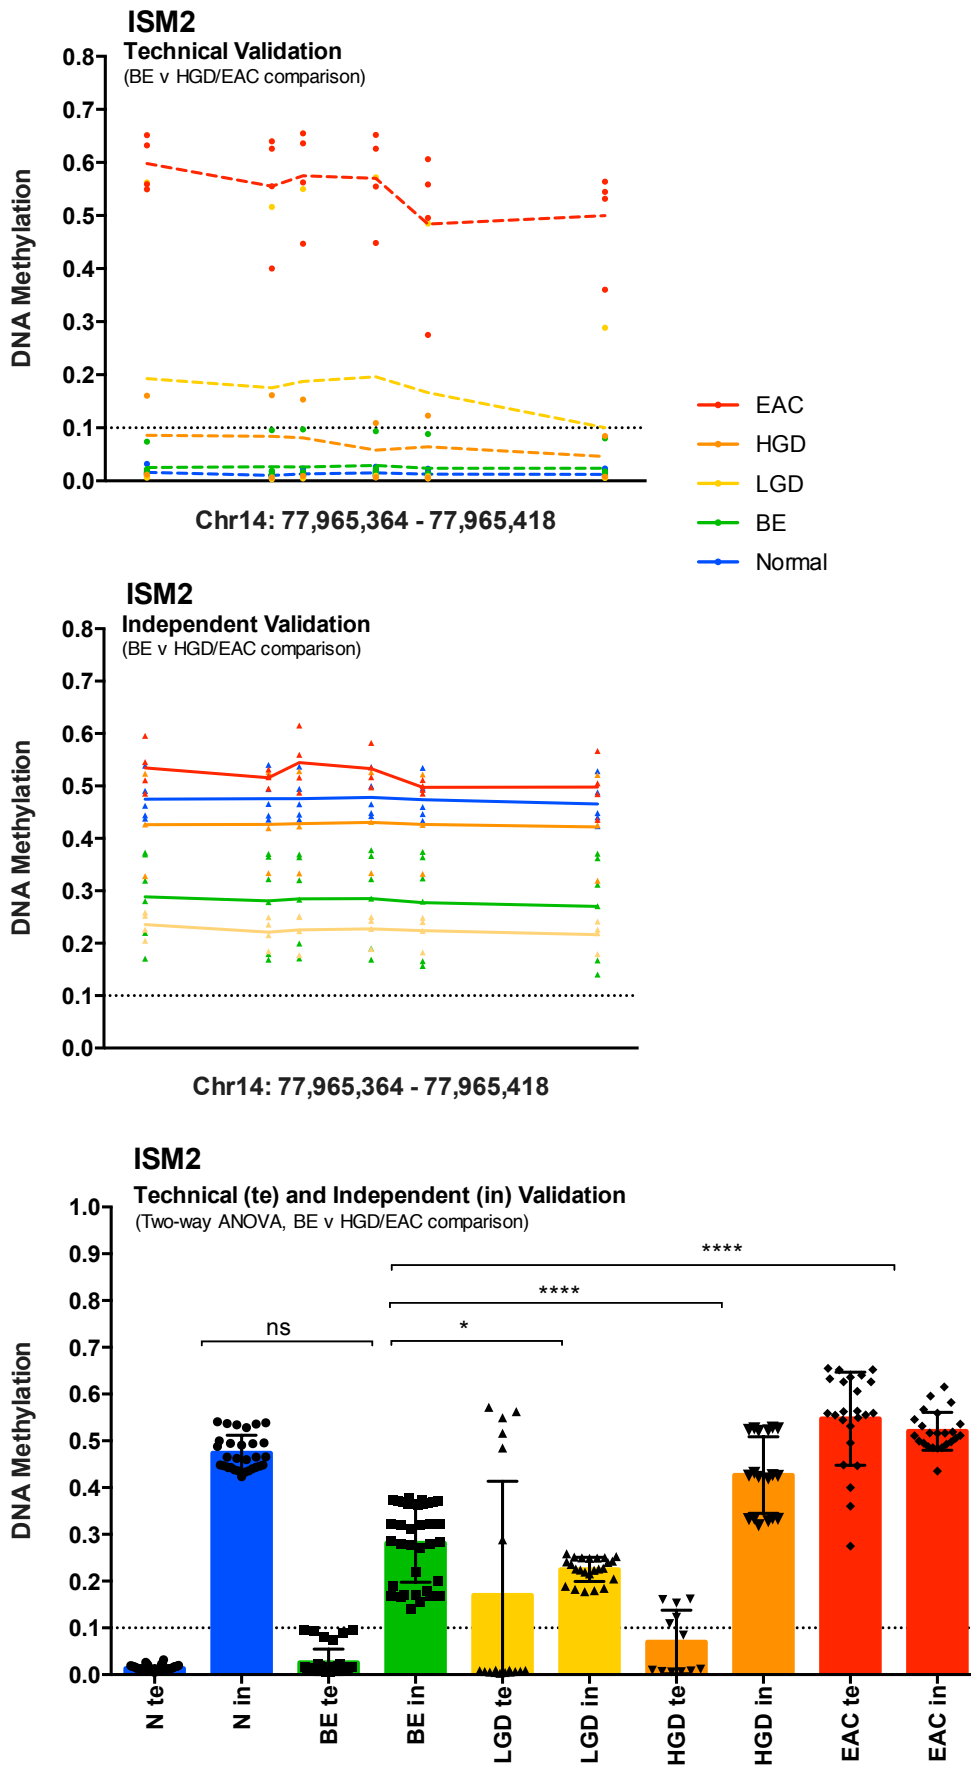 ISM2
Technical Validation
(BE v HGD/EAC comparison)
0.8
0.7
0.6
0.5
0.4
0.3
0.2
0.1
0.0
DNA Methylation
Chr14: 77,965,364 - 77,965,418
EAC
HGD
LGD
BE
Normal
ISM2
Independent Validation
(BE v HGD/EAC comparison)
0.8
0.7
0.6
0.5
0.4
0.3
0.2
0.1
0.0
DNA Methylation
Chr14: 77,965,364 - 77,965,418
ISM2
Technical (te) and Independent (in) Validation
(Two-way ANOVA, BE v HGD/EAC comparison)
1.0
0.9
0.8
0.7
0.6
0.5
0.4
0.3
0.2
0.1
0.0
DNA Methylation
****
****
ns
*
N te
N in
BE te
BE in
LGD te
LGD in
HGD te
HGD in
EAC te
EAC in